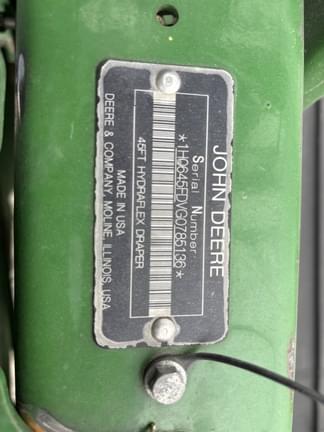 JOHN DEERE
Serial Number
*1H0645FDVG0785136*
45FT HYDRAFLEX DRAPER
MADE IN USA
DEERE & COMPANY MOLINE, ILLINOIS, USA